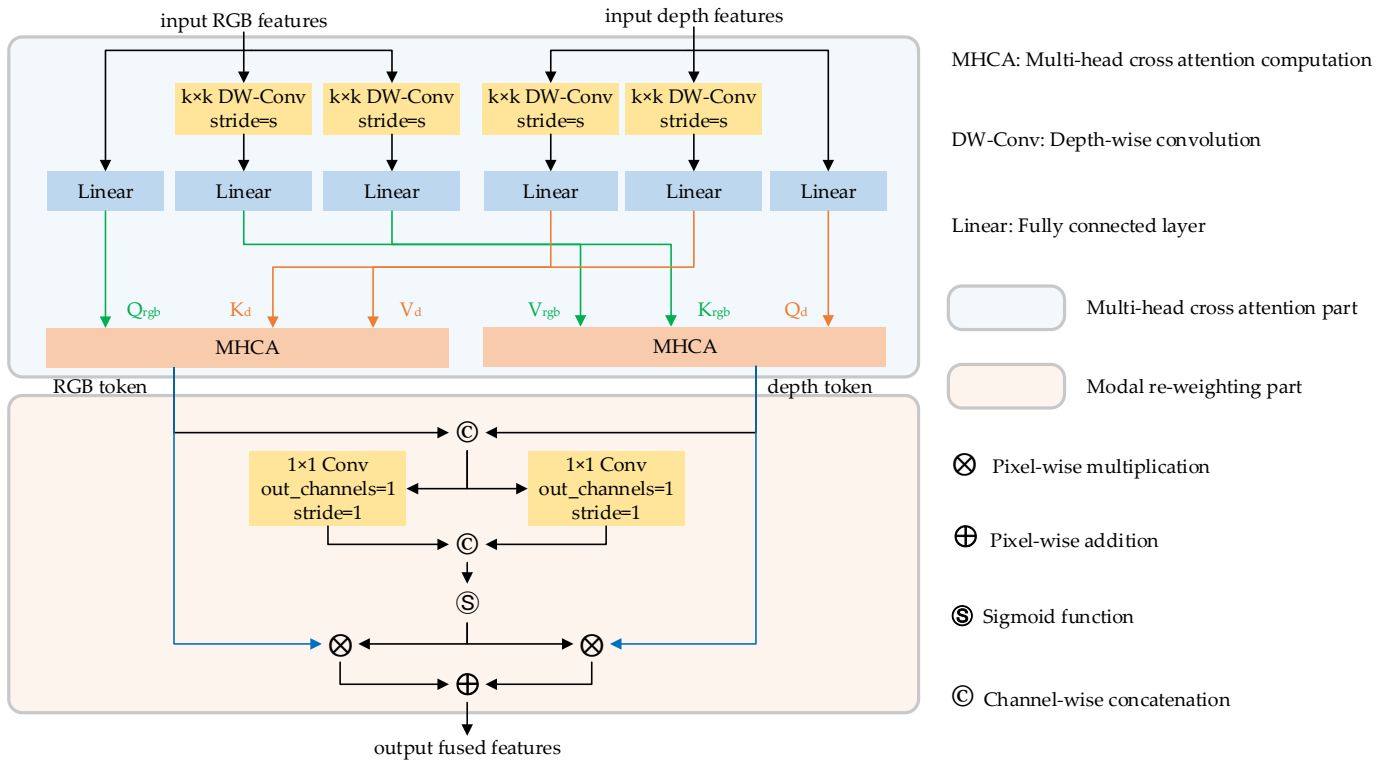 input RGB features
input depth features
k×k DW-Conv
stride=s
k×k DW-Conv
stride=s
k×k DW-Conv
stride=s
k×k DW-Conv
stride=s
Linear
Linear
Linear
Linear
Linear
Linear
Qrgb
Kd
Vd
Vrgb
Krgb
Qd
MHCA
MHCA
RGB token
depth token
©
1×1 Conv
out_channels=1
stride=1
1×1 Conv
out_channels=1
stride=1
©
Ⓢ
⊗
⊗
⊕
output fused features
MHCA: Multi-head cross attention computation
DW-Conv: Depth-wise convolution
Linear: Fully connected layer
Multi-head cross attention part
Modal re-weighting part
⊗ Pixel-wise multiplication
⊕ Pixel-wise addition
Ⓢ Sigmoid function
© Channel-wise concatenation